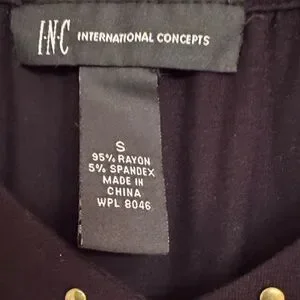 I·N·C INTERNATIONAL CONCEPTS
S
95% RAYON
5% SPANDEX
MADE IN
CHINA
WPL 8046